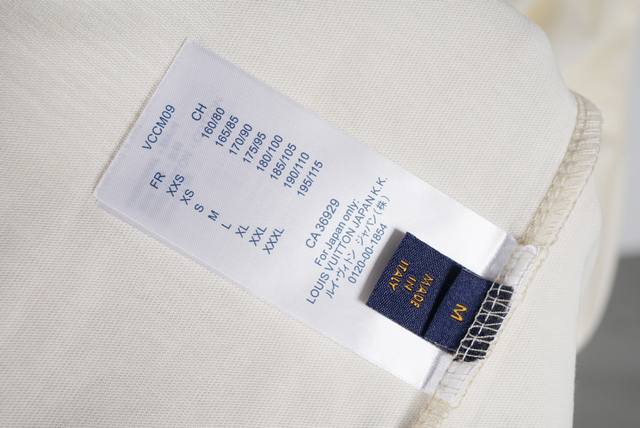 VCCM09
FR CH
XXS 160/80
XS 165/85
S 170/90
M 175/95
L 180/100
XL 185/105
XXL 190/110
XXXL 195/115
CA 36929
For Japan only:
LOUIS VUITTON JAPAN K.K.
ルイ・ヴィトン ジャパン(株)
0120-00-1854
MADE
IN
ITALY
M